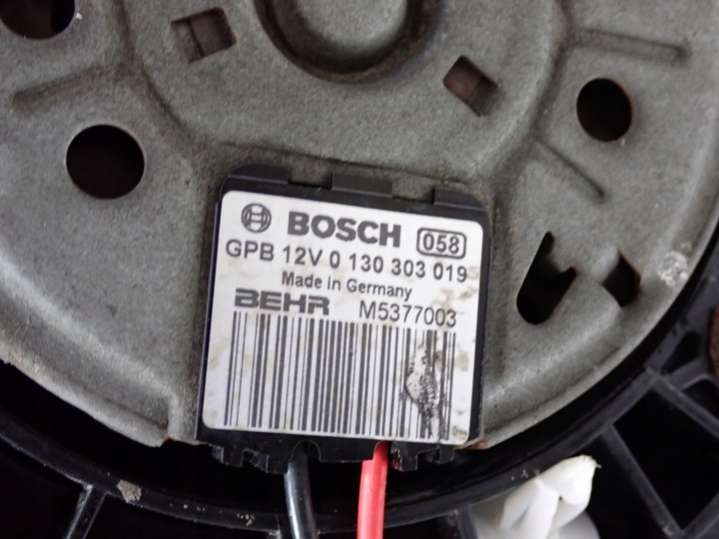 BOSCH 058
GPB 12V 0 130 303 019
Made in Germany
BEHR M5377003